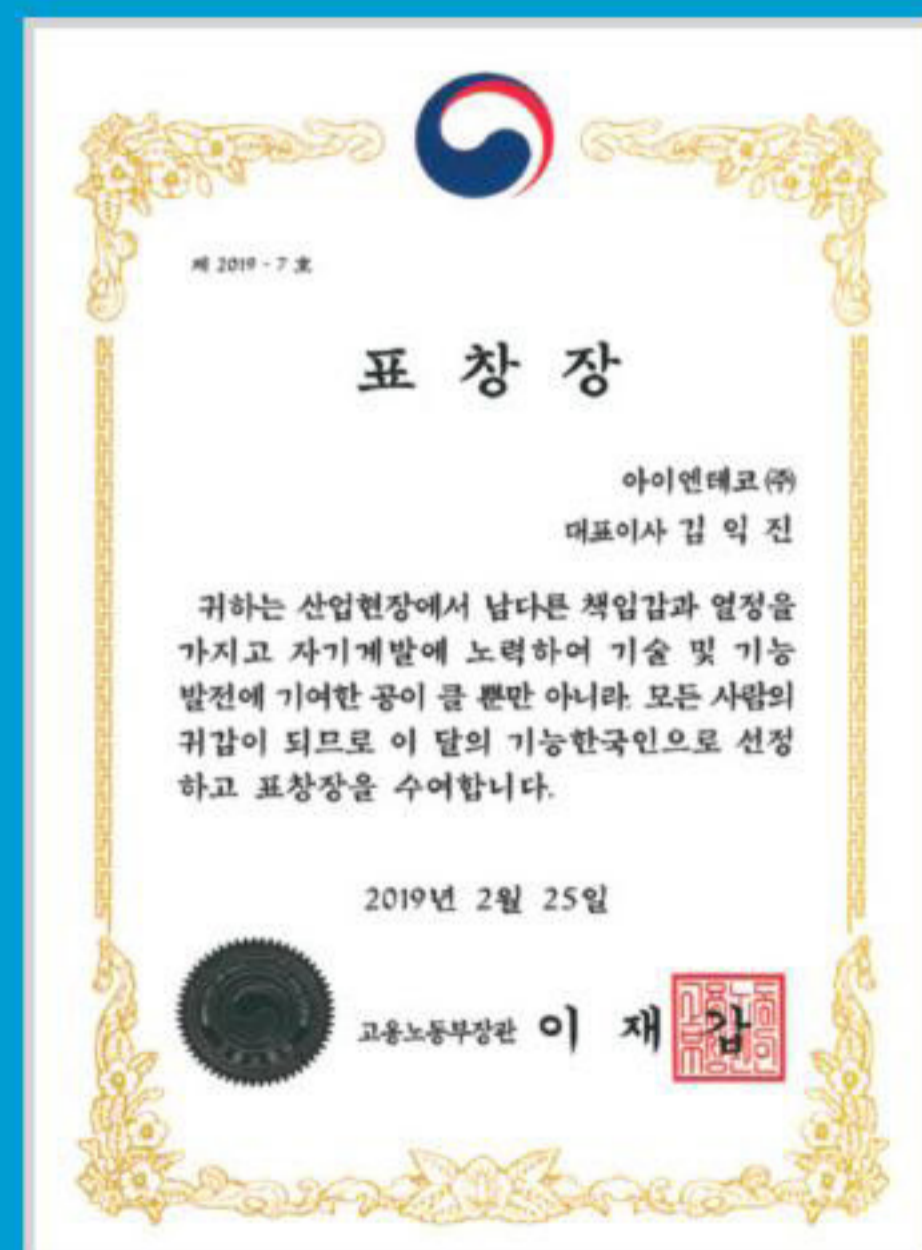 제 2019 - 7 호
표 창 장
아이엔테코㈜
대표이사 김 익 진
귀하는 산업현장에서 남다른 책임감과 열정을
가지고 자기계발에 노력하여 기술 및 기능
발전에 기여한 공이 클 뿐만 아니라 모든 사람의
귀감이 되므로 이 달의 기능한국인으로 선정
하고 표창장을 수여합니다.
2019년 2월 25일
고용노동부장관 이 재 갑